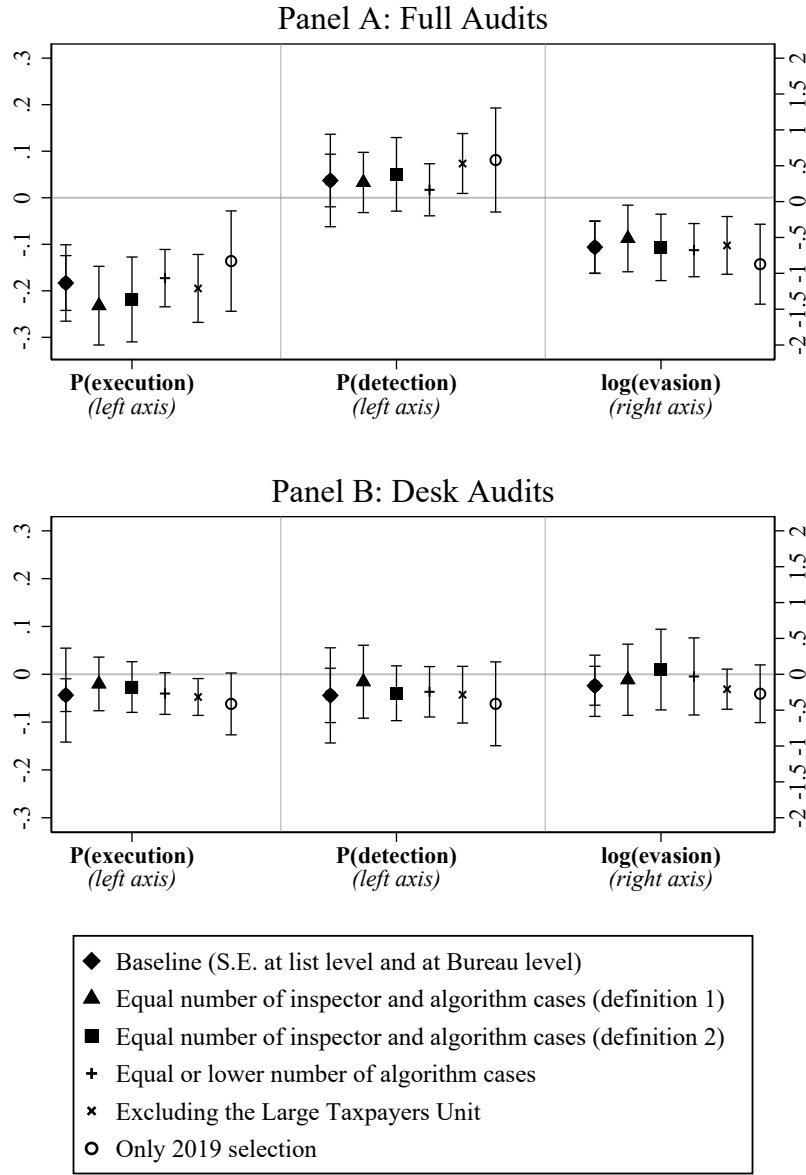 Panel A: Full Audits
.3
.2
.1
0
-.1
-.2
-.3
2
1.5
1
.5
0
-.5
-1
-1.5
-2
P(execution)
(left axis)
P(detection)
(left axis)
log(evasion)
(right axis)
Panel B: Desk Audits
.3
.2
.1
0
-.1
-.2
-.3
2
1.5
1
.5
0
-.5
-1
-1.5
-2
P(execution)
(left axis)
P(detection)
(left axis)
log(evasion)
(right axis)
Baseline (S.E. at list level and at Bureau level)
Equal number of inspector and algorithm cases (definition 1)
Equal number of inspector and algorithm cases (definition 2)
Equal or lower number of algorithm cases
Excluding the Large Taxpayers Unit
Only 2019 selection